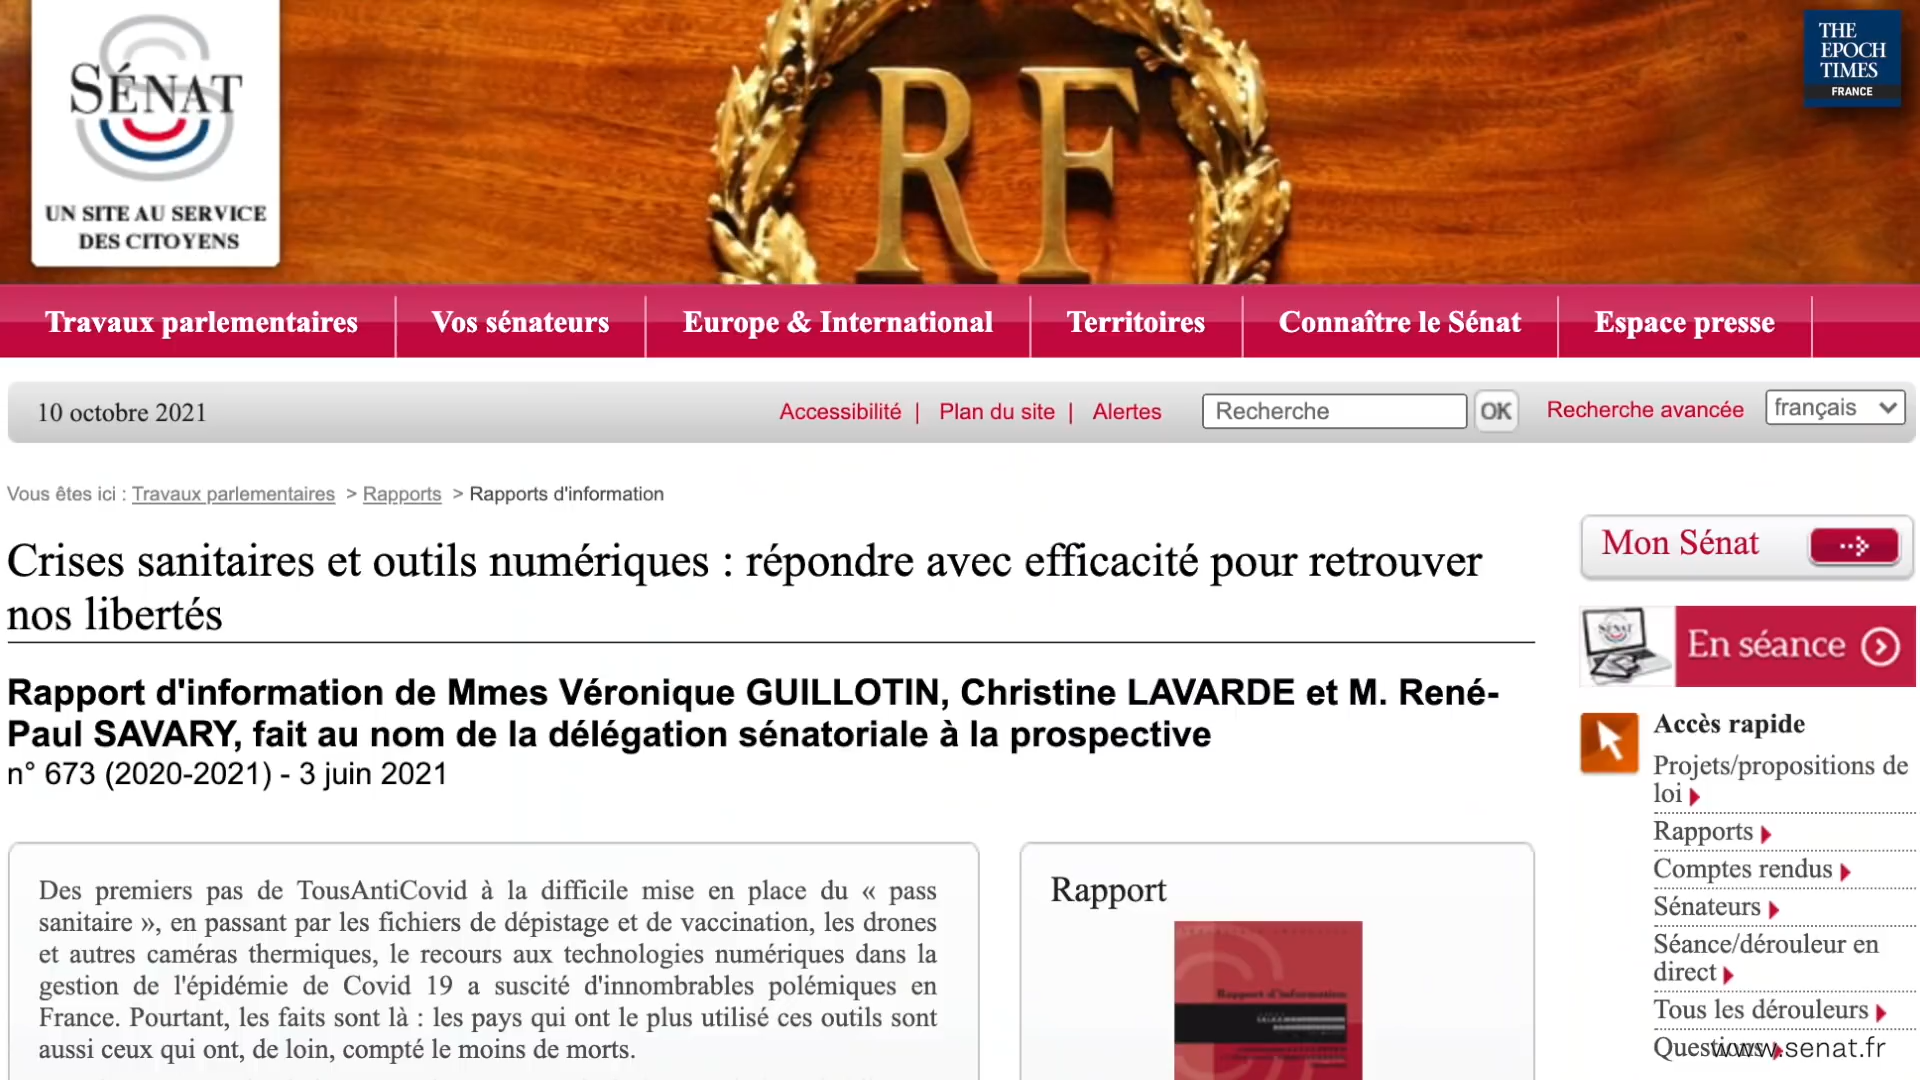 SÉNAT
UN SITE AU SERVICE
DES CITOYENS
RF
THE
EPOCH
TIMES
FRANCE
Travaux parlementaires
Vos sénateurs
Europe & International
Territoires
Connaître le Sénat
Espace presse
10 octobre 2021
Accessibilité | Plan du site | Alertes
Recherche
OK
Recherche avancée
français
Vous êtes ici : Travaux parlementaires > Rapports > Rapports d'information
Crises sanitaires et outils numériques : répondre avec efficacité pour retrouver
nos libertés
Rapport d'information de Mmes Véronique GUILLOTIN, Christine LAVARDE et M. René-
Paul SAVARY, fait au nom de la délégation sénatoriale à la prospective
n° 673 (2020-2021) - 3 juin 2021
Des premiers pas de TousAntiCovid à la difficile mise en place du « pass
sanitaire », en passant par les fichiers de dépistage et de vaccination, les drones
et autres caméras thermiques, le recours aux technologies numériques dans la
gestion de l'épidémie de Covid 19 a suscité d'innombrables polémiques en
France. Pourtant, les faits sont là : les pays qui ont le plus utilisé ces outils sont
aussi ceux qui ont, de loin, compté le moins de morts.
Rapport
Rapport d'information
Mon Sénat
SÉNAT
En séance
Accès rapide
Projets/propositions de
loi
Rapports
Comptes rendus
Sénateurs
Séance/dérouleur en
direct
Tous les dérouleurs
Questions
www.senat.fr